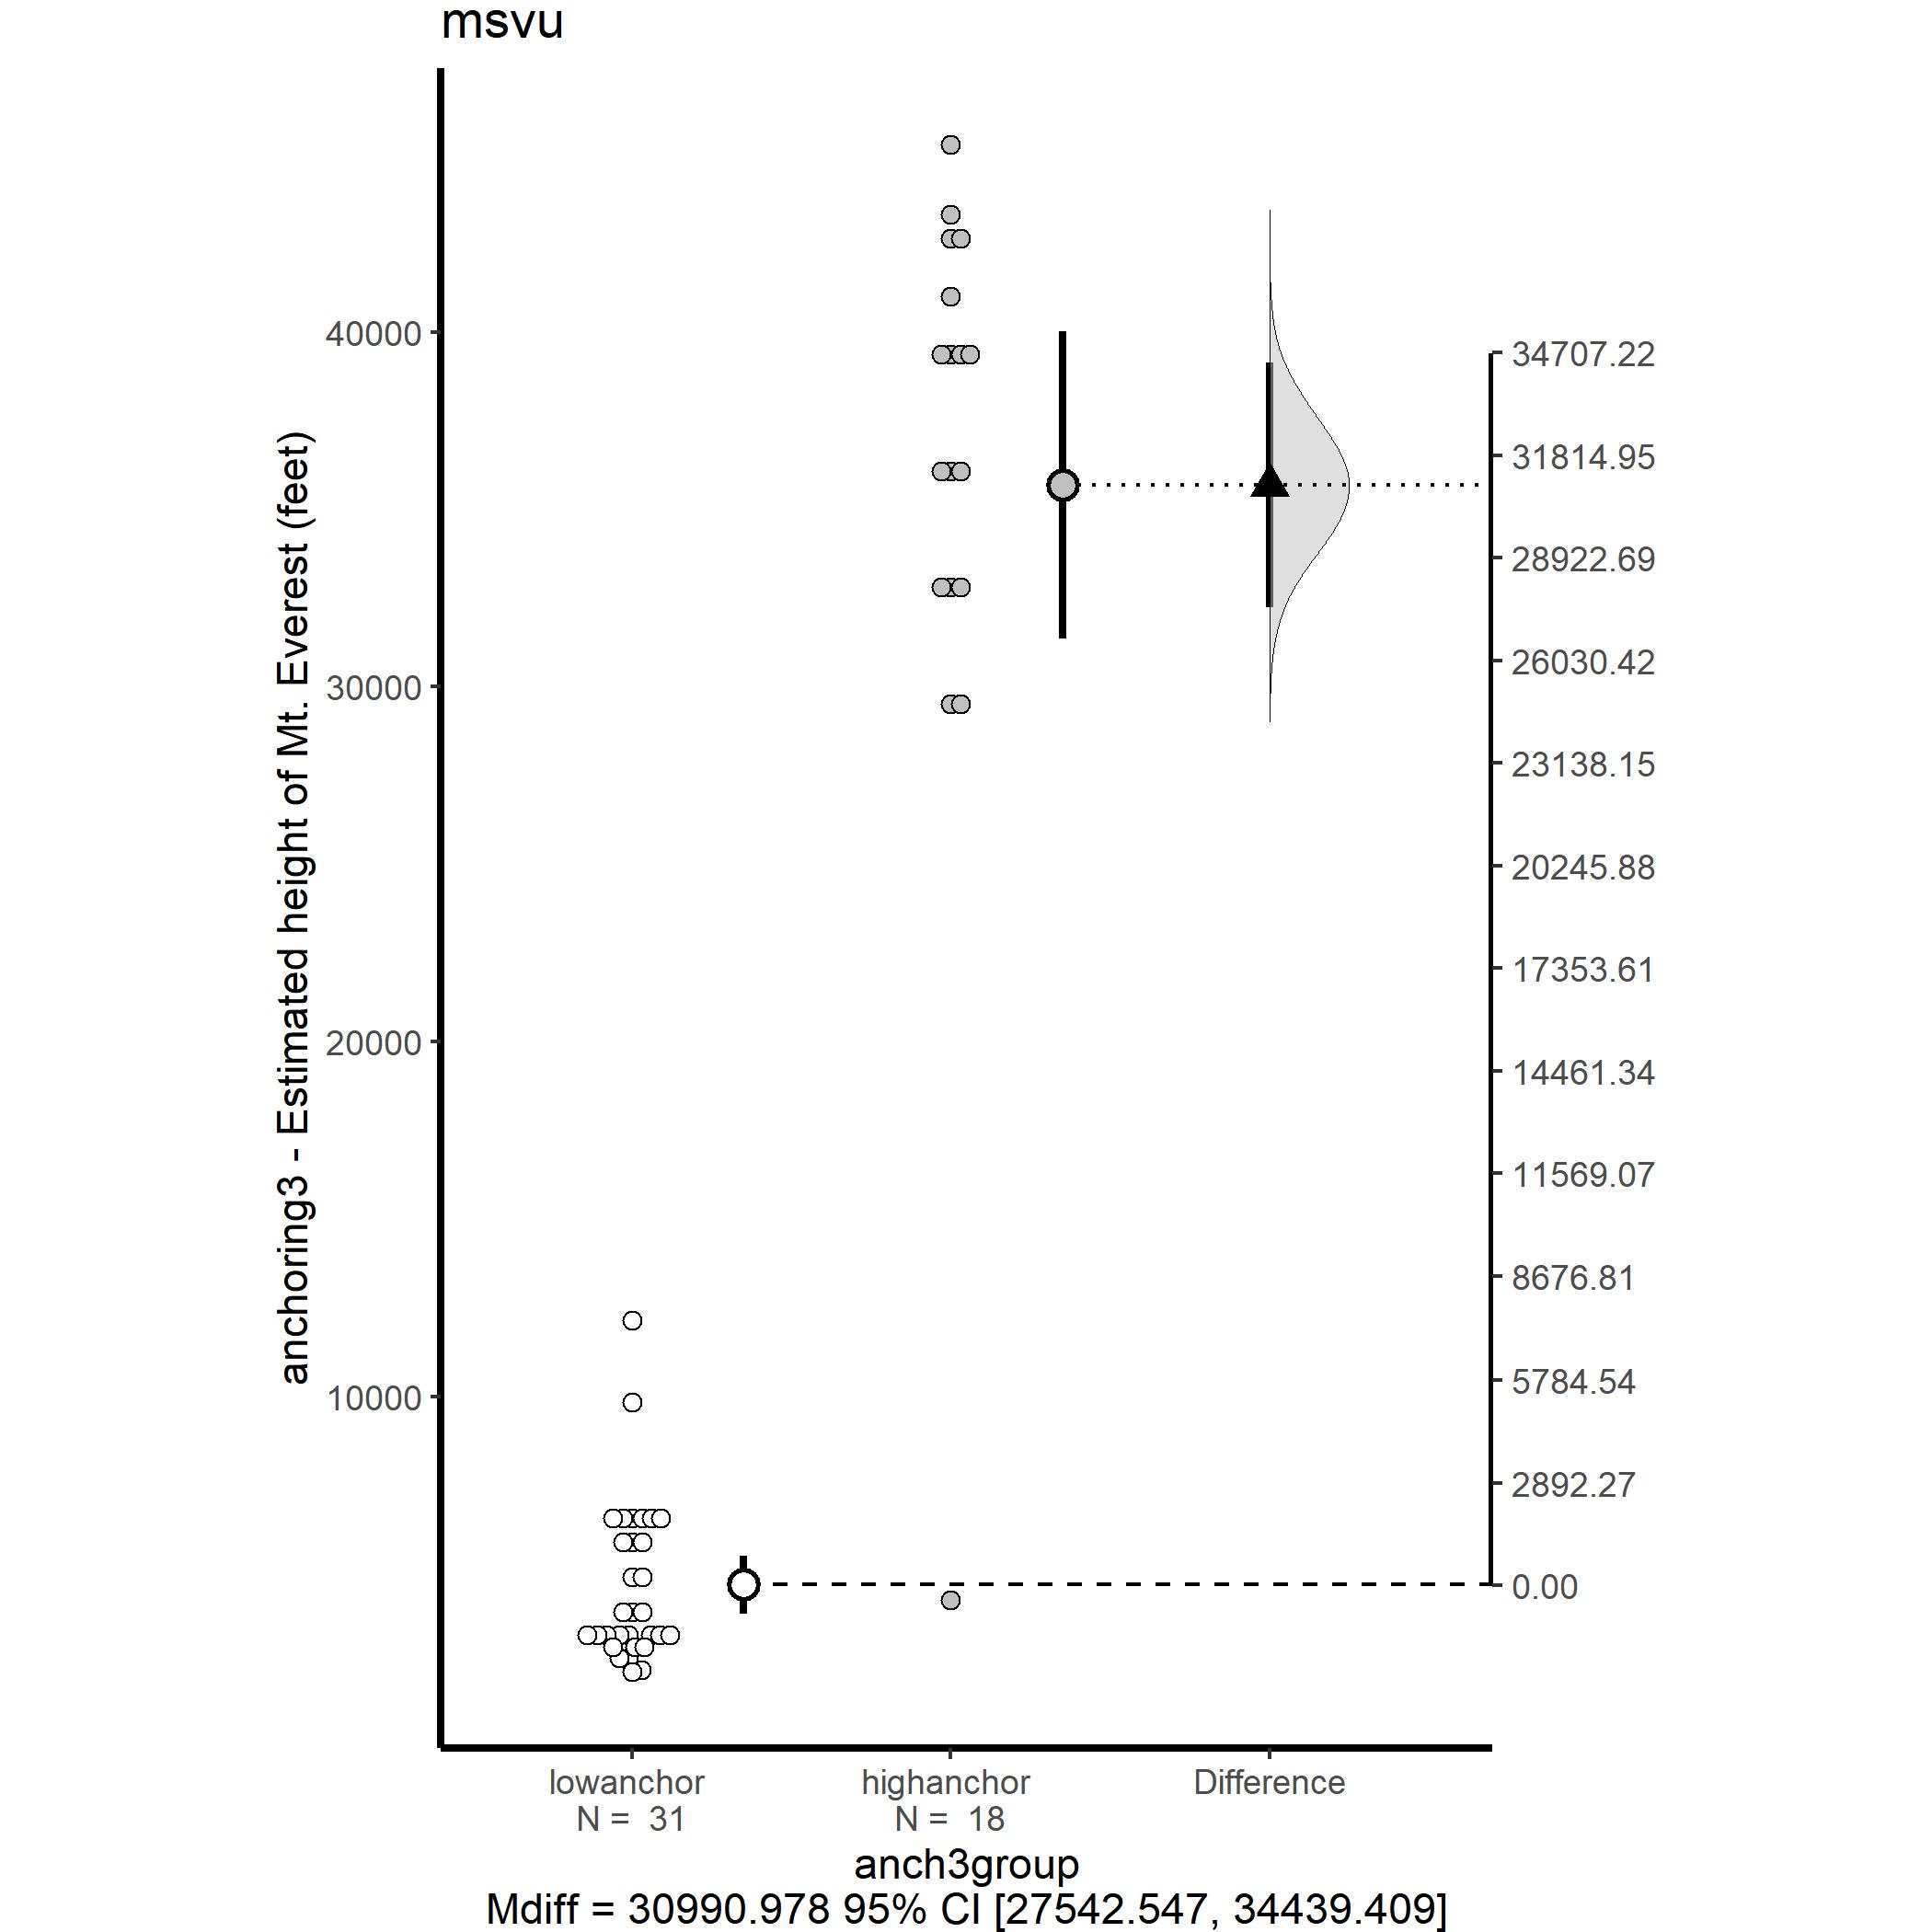 msvu
anchoring3 - Estimated height of Mt. Everest (feet)
40000
30000
20000
10000
34707.22
31814.95
28922.69
26030.42
23138.15
20245.88
17353.61
14461.34
11569.07
8676.81
5784.54
2892.27
0.00
lowanchor
N =  31
highanchor
N =  18
Difference
anch3group
Mdiff = 30990.978 95% CI [27542.547, 34439.409]